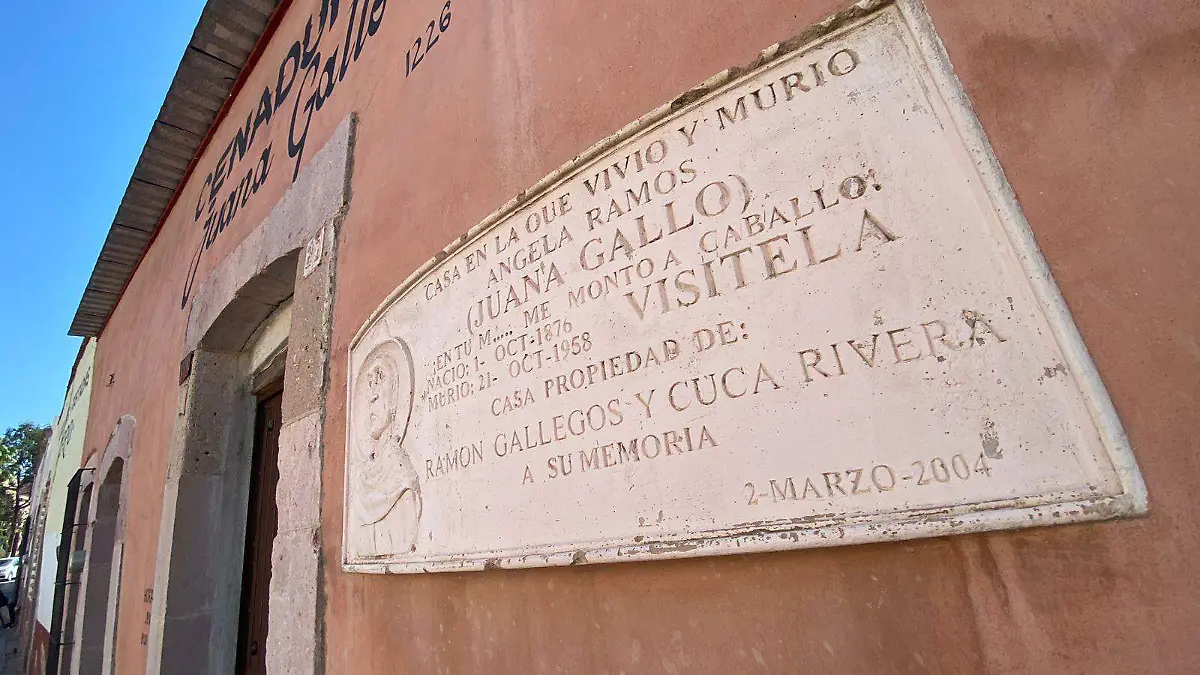 CENADURIA
Juana Gallo
1226
CASA EN LA QUE VIVIO Y MURIO
ANGELA RAMOS
(JUANA GALLO)
¡EN TU M.... ME MONTO A CABALLO!
NACIO: 1- OCT-1876
MURIO: 21- OCT-1958
VISITELA
CASA PROPIEDAD DE:
RAMON GALLEGOS Y CUCA RIVERA
A SU MEMORIA
2-MARZO-2004